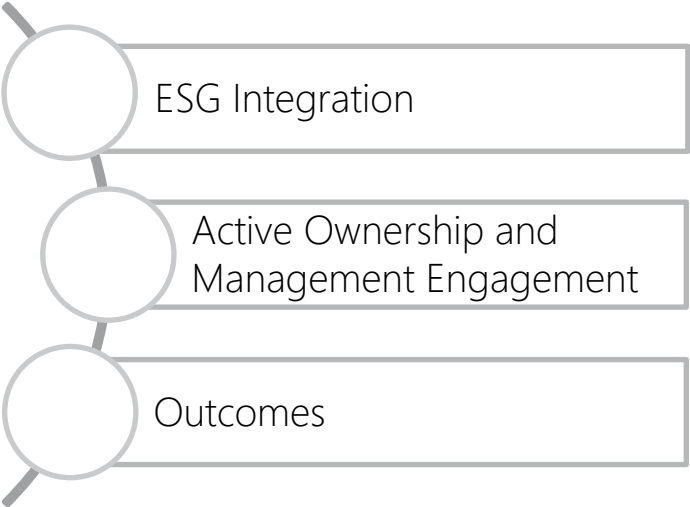 ESG Integration
Active Ownership and
Management Engagement
Outcomes